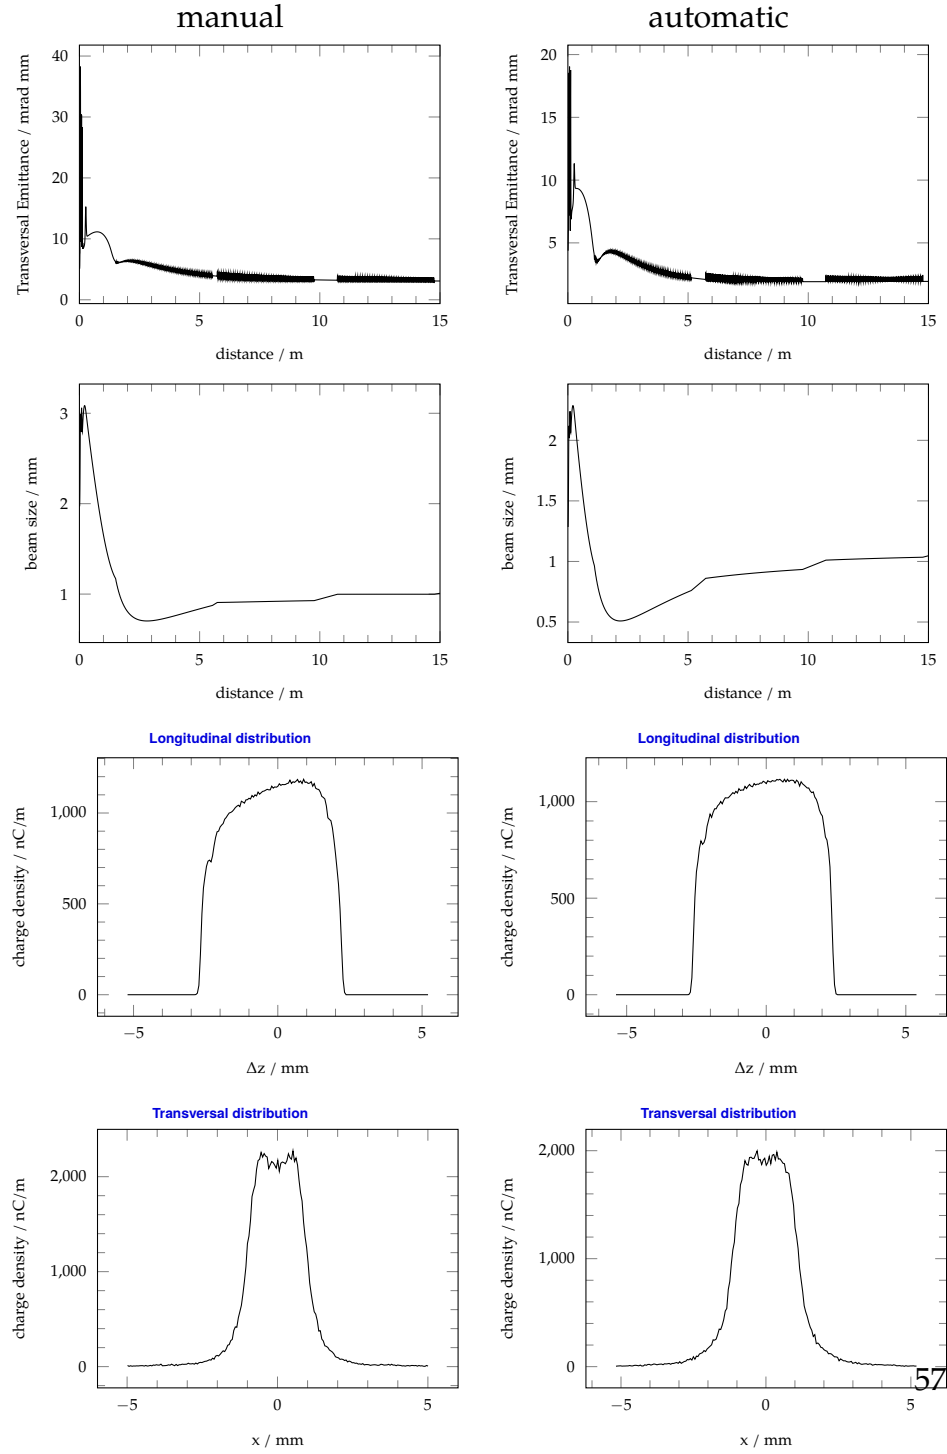 manual
automatic
40
30
20
10
0
Transversal Emittance / mrad mm
0 5 10 15
distance / m
20
15
10
5
Transversal Emittance / mrad mm
0 5 10 15
distance / m
3
2
1
beam size / mm
0 5 10 15
distance / m
2
1.5
1
0.5
beam size / mm
0 5 10 15
distance / m
Longitudinal distribution
1,000
500
0
charge density / nC/m
−5 0 5
Δz / mm
Longitudinal distribution
1,000
500
0
charge density / nC/m
−5 0 5
Δz / mm
Transversal distribution
2,000
1,000
0
charge density / nC/m
−5 0 5
x / mm
Transversal distribution
2,000
1,000
0
charge density / nC/m
−5 0 5
x / mm
57